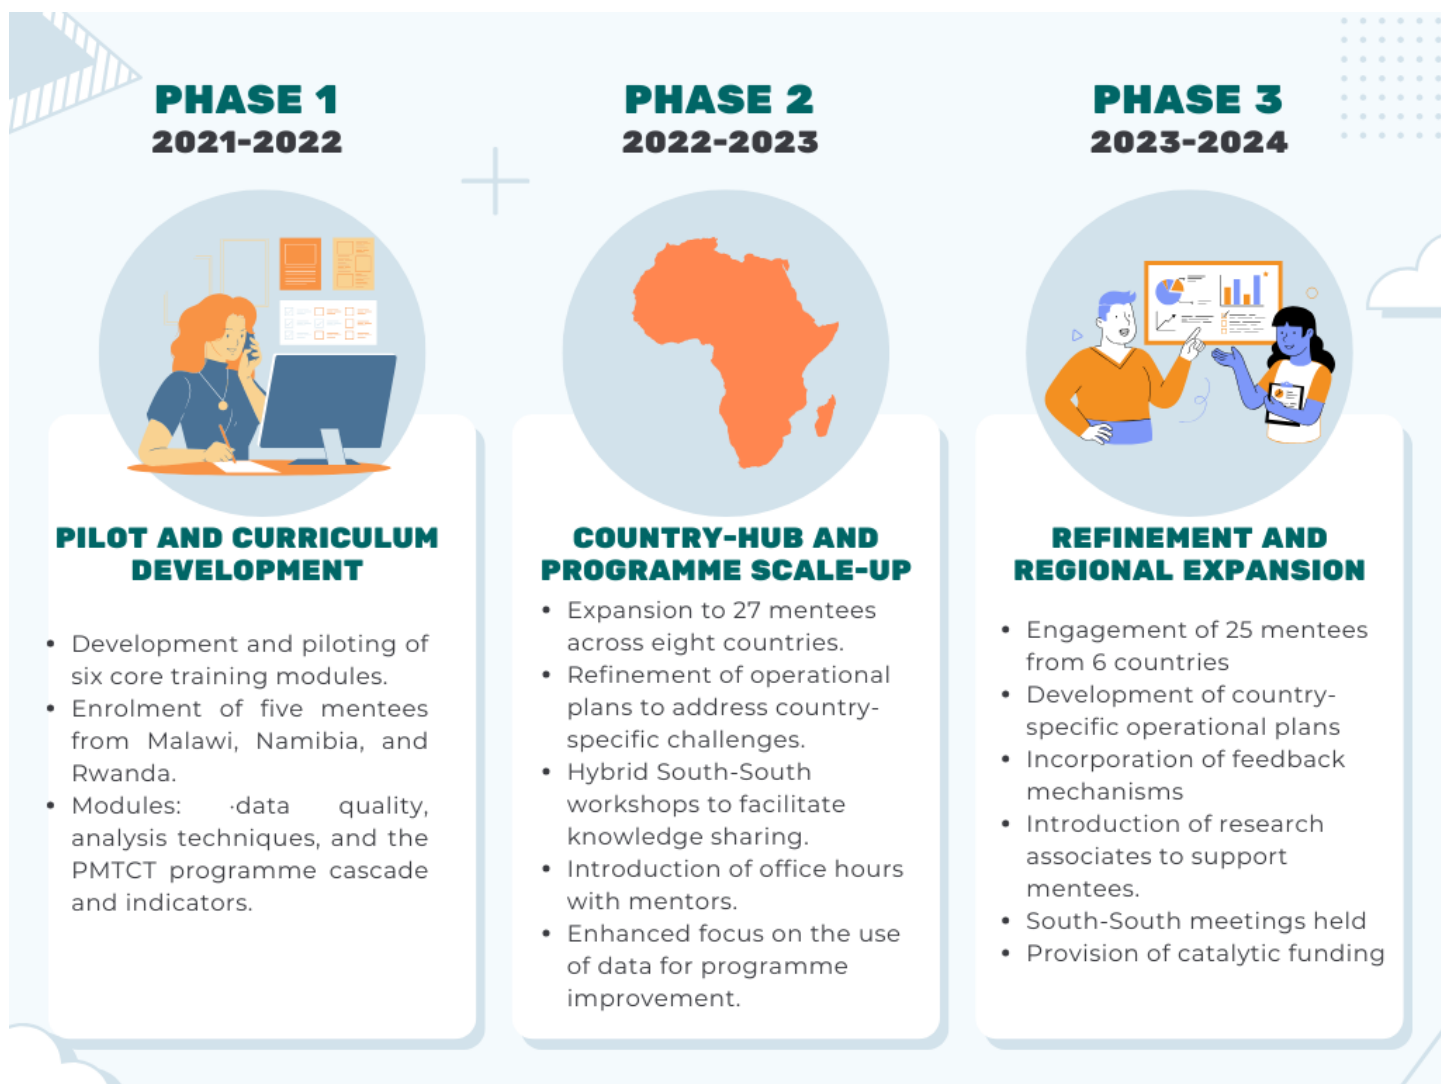 PHASE 1
2021-2022
PILOT AND CURRICULUM
DEVELOPMENT
• Development and piloting of
six core training modules.
• Enrolment of five mentees
from Malawi, Namibia, and
Rwanda.
• Modules: ·data quality,
analysis techniques, and the
PMTCT programme cascade
and indicators.
PHASE 2
2022-2023
COUNTRY-HUB AND
PROGRAMME SCALE-UP
• Expansion to 27 mentees
across eight countries.
• Refinement of operational
plans to address country-
specific challenges.
• Hybrid South-South
workshops to facilitate
knowledge sharing.
• Introduction of office hours
with mentors.
• Enhanced focus on the use
of data for programme
improvement.
PHASE 3
2023-2024
REFINEMENT AND
REGIONAL EXPANSION
• Engagement of 25 mentees
from 6 countries
• Development of country-
specific operational plans
• Incorporation of feedback
mechanisms
• Introduction of research
associates to support
mentees.
• South-South meetings held
• Provision of catalytic funding